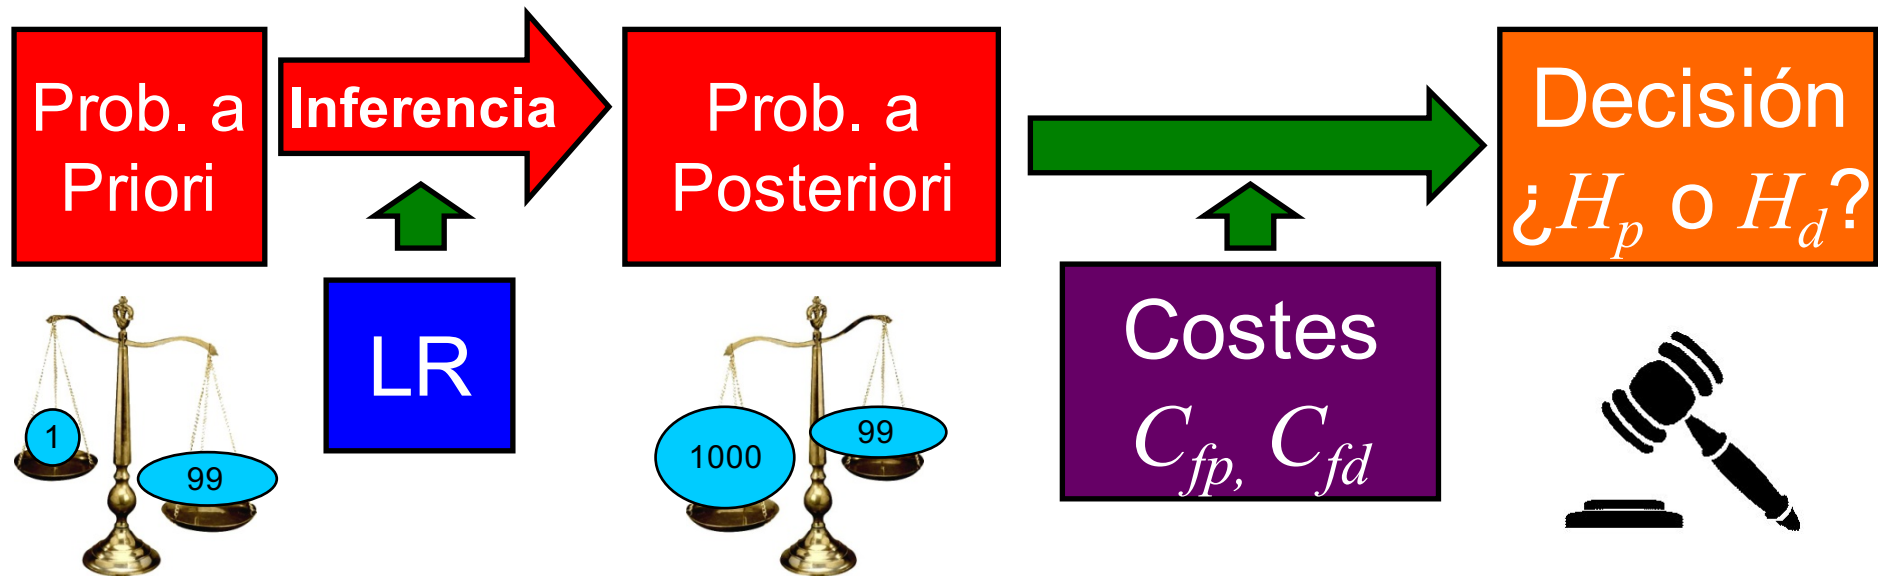 Prob. a
Priori
Inferencia
Prob. a
Posteriori
Decisión
¿Hp o Hd?
LR
Costes
Cfp, Cfd
1
99
1000
99